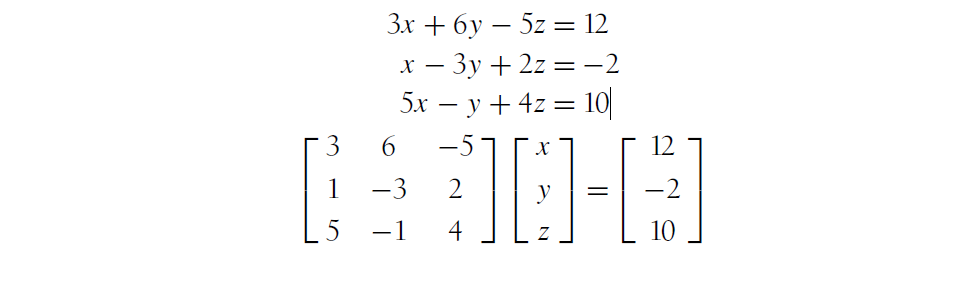 3x + 6y − 5z = 12
x − 3y + 2z = −2
5x − y + 4z = 10
[ 3 6 −5 ] [ x ] [ 12 ]
[ 1 −3 2 ] [ y ] = [ −2 ]
[ 5 −1 4 ] [ z ] [ 10 ]